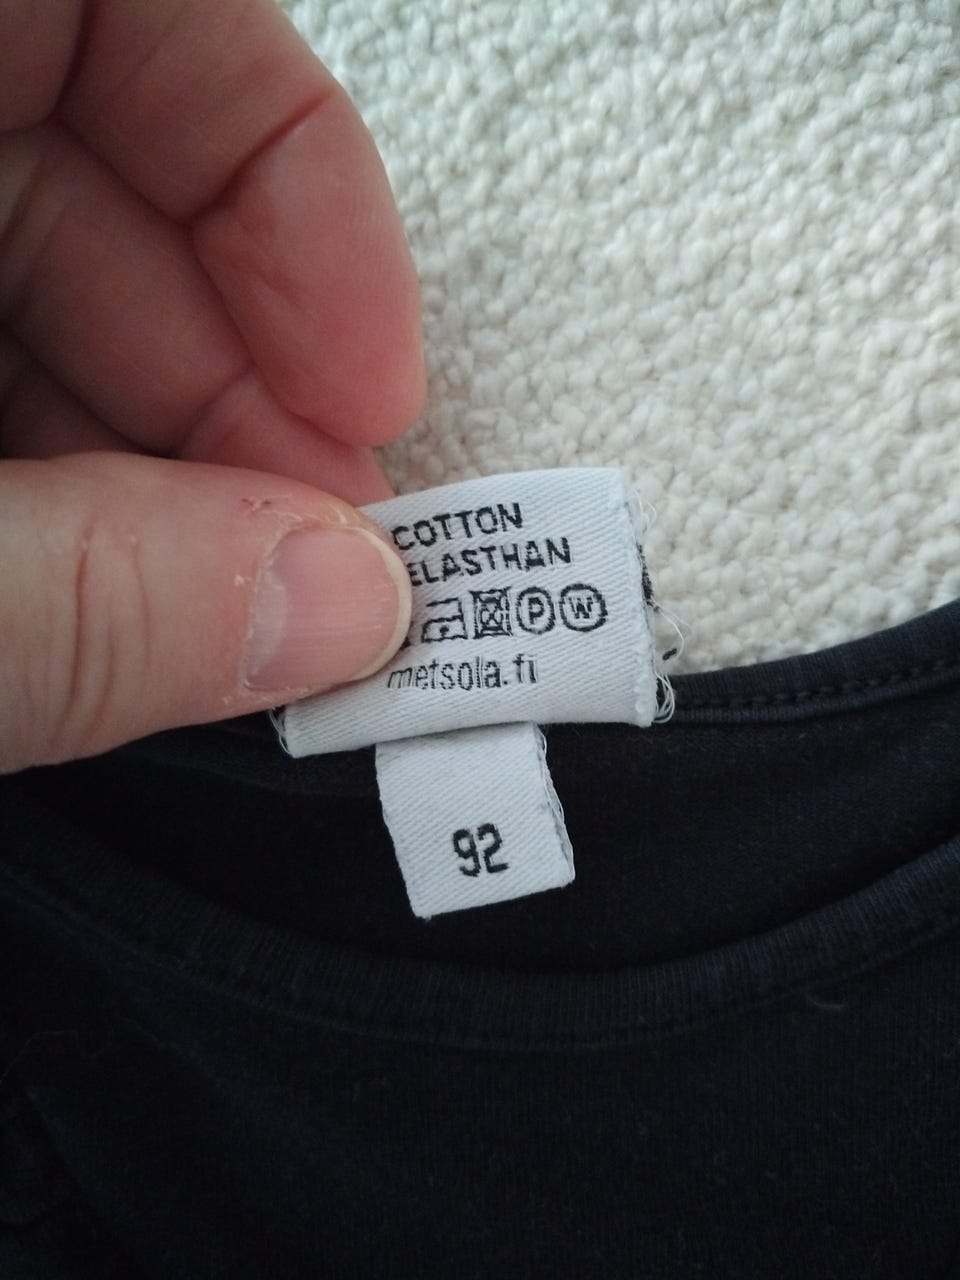 COTTON
ELASTHAN
P W
metsola.fi
92